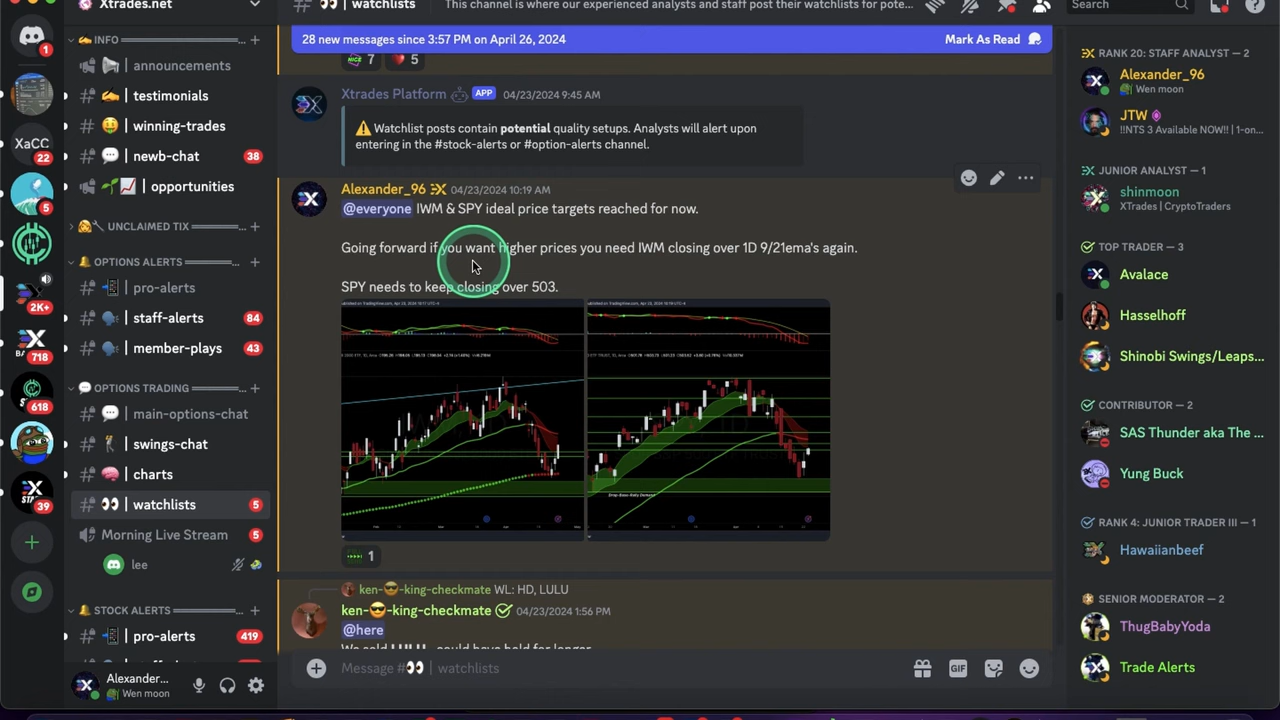 Xtrades.net
INFO
announcements
testimonials
winning-trades
newb-chat
38
opportunities
UNCLAIMED TIX
OPTIONS ALERTS
pro-alerts
staff-alerts
84
member-plays
43
OPTIONS TRADING
main-options-chat
swings-chat
charts
watchlists
5
Morning Live Stream
5
lee
STOCK ALERTS
pro-alerts
419
Alexander...
Wen moon
1
XaCC
22
5
2K+
718
618
39
watchlists
This channel is where our experienced analysts and staff post their watchlists for pote...
Search
28 new messages since 3:57 PM on April 26, 2024
Mark As Read
7
5
Xtrades Platform
APP
04/23/2024 9:45 AM
Watchlist posts contain potential quality setups. Analysts will alert upon
entering in the #stock-alerts or #option-alerts channel.
Alexander_96
04/23/2024 10:19 AM
@everyone IWM & SPY ideal price targets reached for now.
Going forward if you want higher prices you need IWM closing over 1D 9/21ema's again.
SPY needs to keep closing over 503.
1
ken-😎-king-checkmate WL: HD, LULU
ken-😎-king-checkmate
04/23/2024 1:56 PM
@here
Message #👀 | watchlists
GIF
RANK 20: STAFF ANALYST — 2
Alexander_96
Wen moon
JTW
!!NTS 3 Available NOW!! | 1-on...
JUNIOR ANALYST — 1
shinmoon
XTrades | CryptoTraders
TOP TRADER — 3
Avalace
Hasselhoff
Shinobi Swings/Leaps...
CONTRIBUTOR — 2
SAS Thunder aka The ...
Yung Buck
RANK 4: JUNIOR TRADER III — 1
Hawaiianbeef
SENIOR MODERATOR — 2
ThugBabyYoda
Trade Alerts